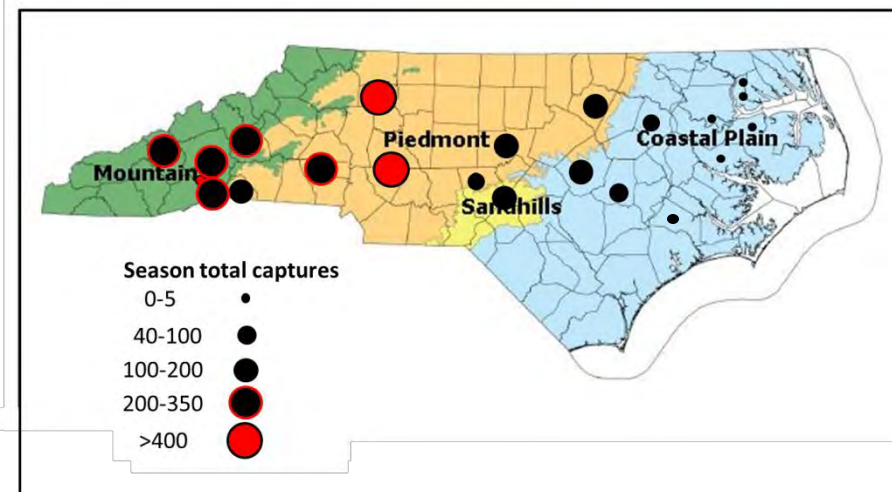 Piedmont
Coastal Plain
Mountain
Sandhills
Season total captures
0-5
40-100
100-200
200-350
>400